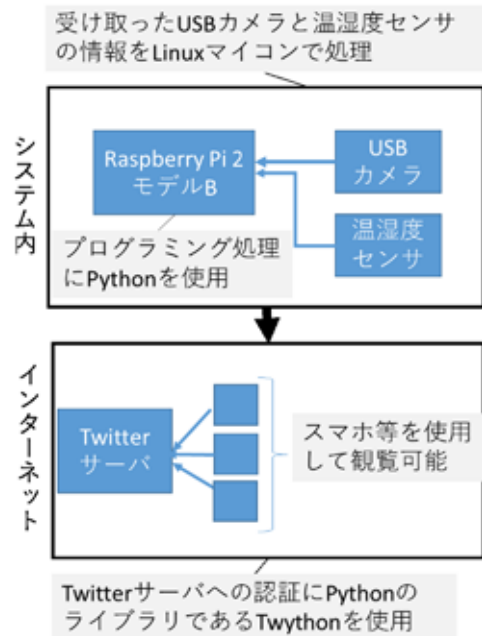 受け取ったUSBカメラと温湿度センサ
の情報をLinuxマイコンで処理
システム内
Raspberry Pi 2
モデルB
USB
カメラ
温湿度
センサ
プログラミング処理
にPythonを使用
インターネット
Twitter
サーバ
スマホ等を使用
して観覧可能
Twitterサーバへの認証にPythonの
ライブラリであるTwythonを使用